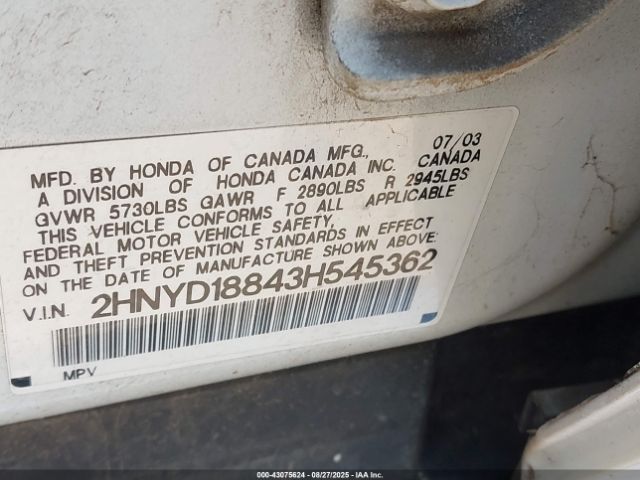 07/03
MFD. BY HONDA OF CANADA MFG.,
A DIVISION OF HONDA CANADA INC. CANADA
GVWR 5730LBS GAWR F 2890LBS R 2945LBS
THIS VEHICLE CONFORMS TO ALL APPLICABLE
FEDERAL MOTOR VEHICLE SAFETY,
AND THEFT PREVENTION STANDARDS IN EFFECT
ON THE DATE OF MANUFACTURE SHOWN ABOVE:
V.I.N. 2HNYD18843H545362
MPV
000-43075624 - 08/27/2025 - IAA Inc.